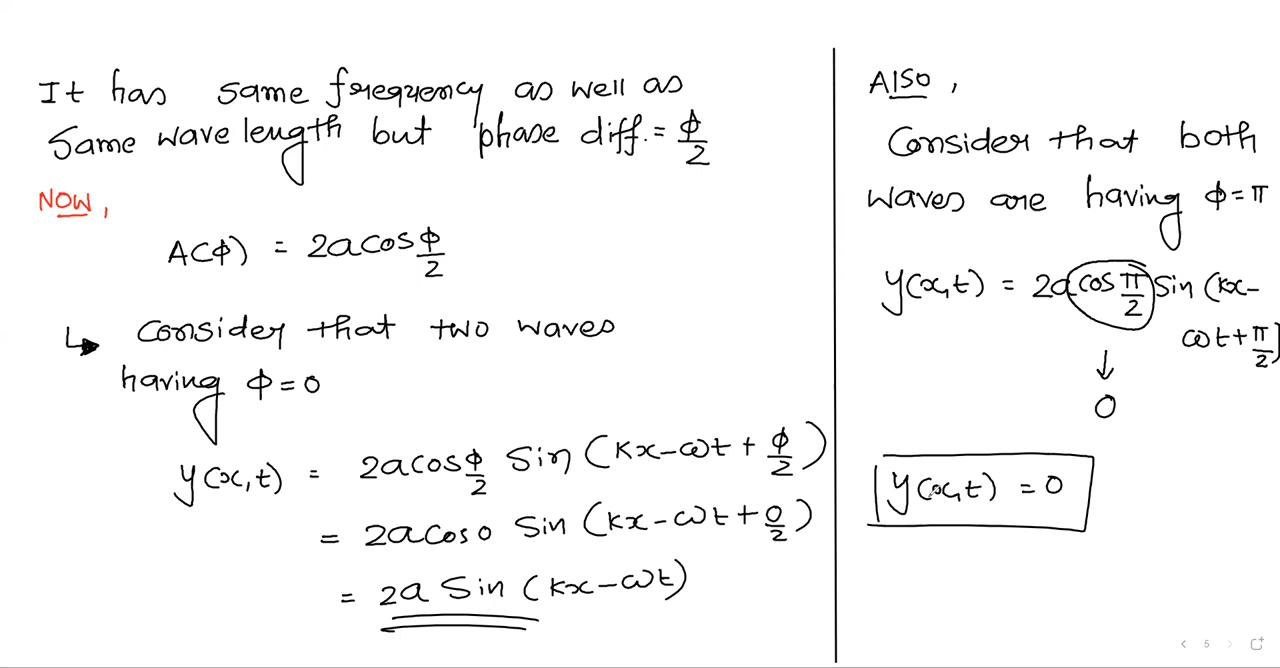 It has same frequency as well as
same wavelength but phase diff. = ϕ/2
NOW,
A(ϕ) = 2a cos ϕ/2
↳ Consider that two waves
having ϕ = 0
y(x,t) = 2a cos ϕ/2 sin (kx - ωt + ϕ/2)
= 2a cos 0 sin (kx - ωt + 0/2)
= 2a sin (kx - ωt)
ALSO,
Consider that both
waves are having ϕ = π
y(x,t) = 2a cos π/2 sin (kx -
ωt + π/2)
↓
0
y(x,t) = 0
5